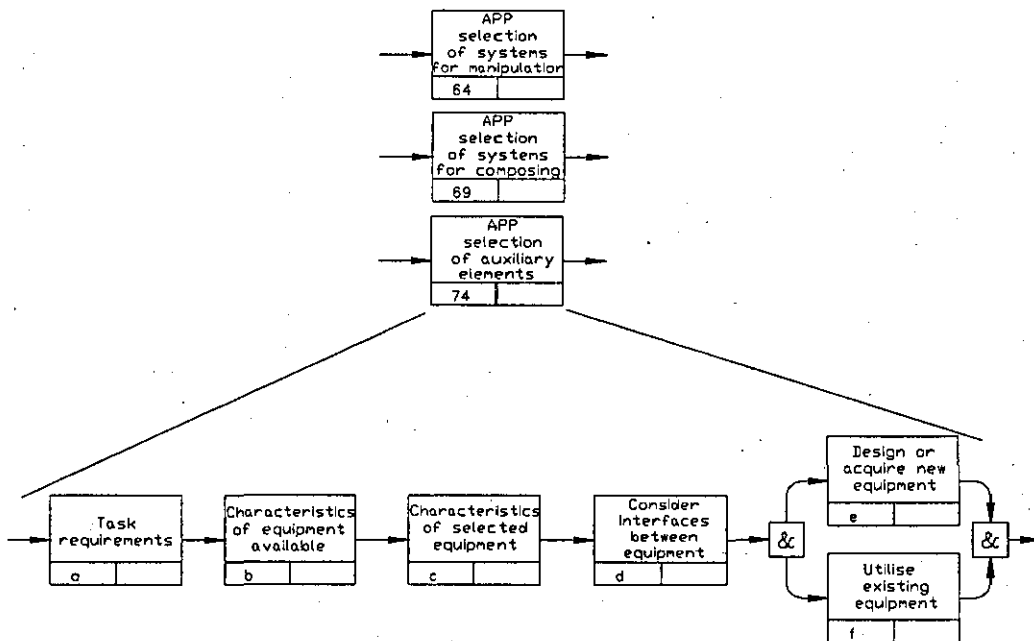 APP
selection
of systems
for manipulation
64
APP
selection
of systems
for composing
69
APP
selection
of auxiliary
elements
74
Task
requirements
a
Characteristics
of equipment
available
b
Characteristics
of selected
equipment
c
Consider
interfaces
between
equipment
d
&
Design or
acquire new
equipment
e
Utilise
existing
equipment
f
&